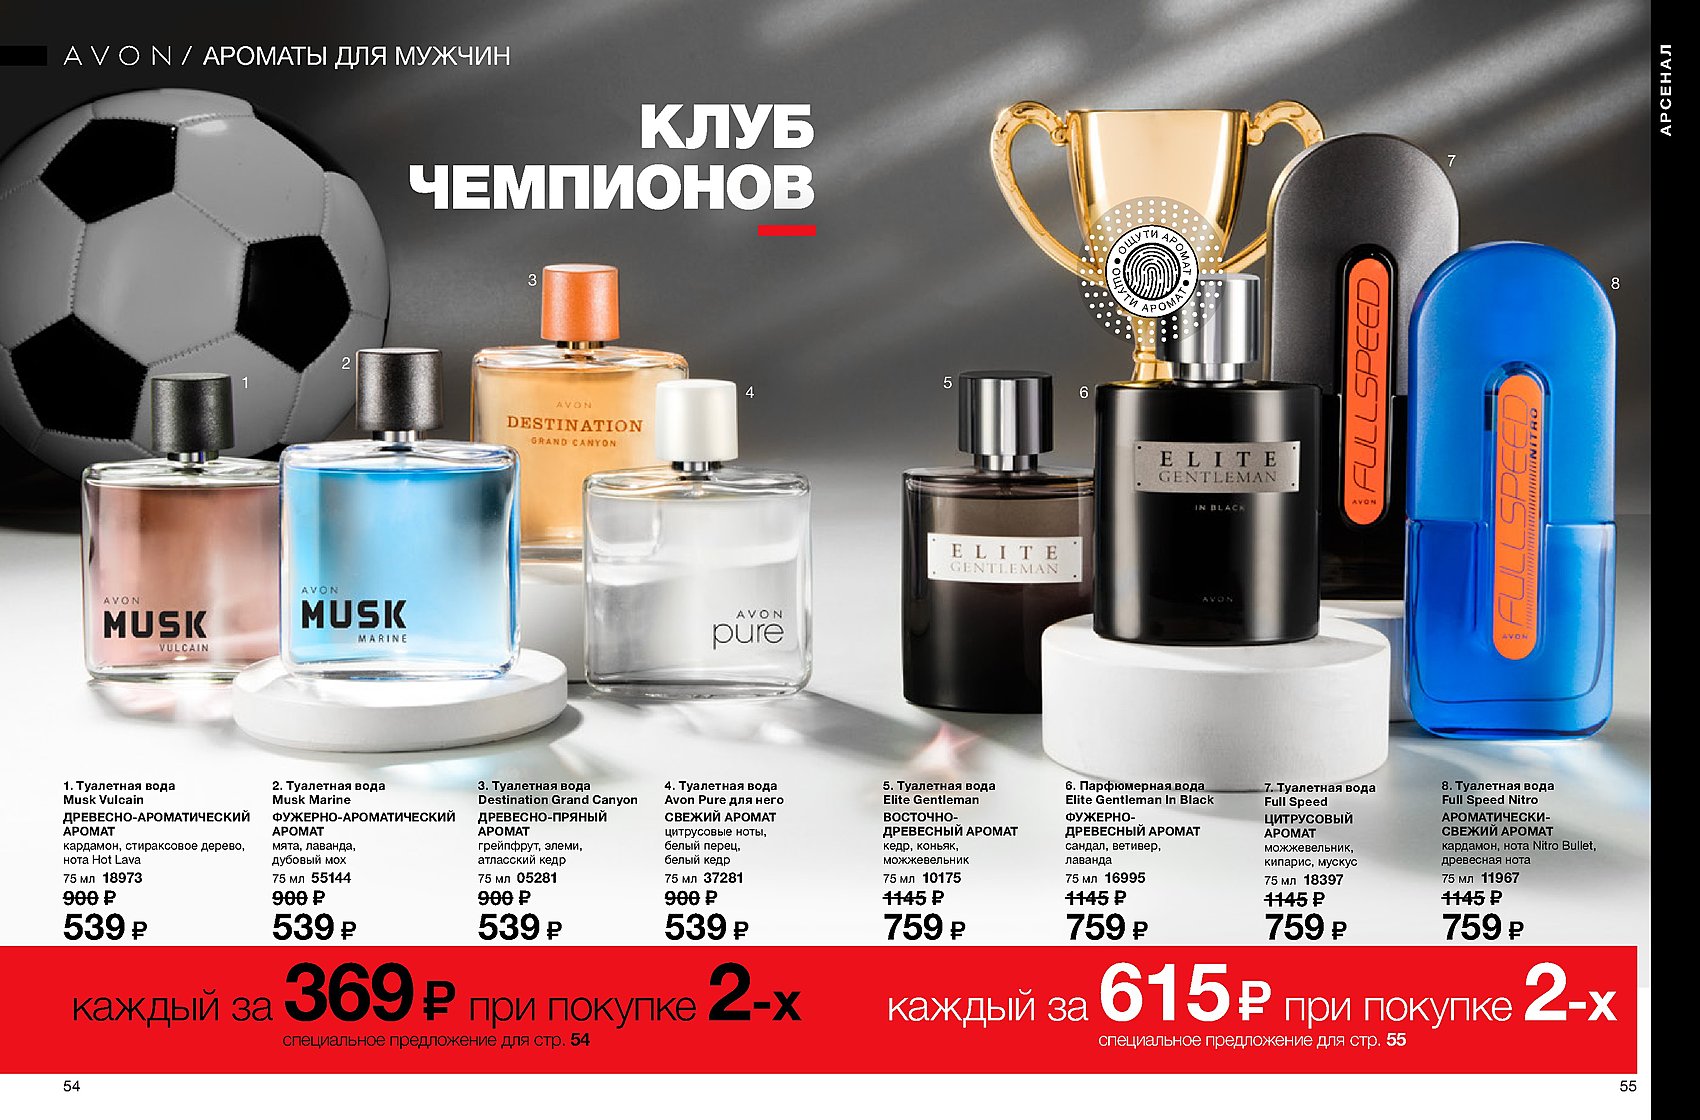 AVON / АРОМАТЫ ДЛЯ МУЖЧИН
АРСЕНАЛ
КЛУБ
ЧЕМПИОНОВ
ОЩУТИ АРОМАТ • ОЩУТИ АРОМАТ •
1
2
3
4
5
6
7
8
AVON
MUSK
VULCAIN
AVON
MUSK
MARINE
AVON
DESTINATION
GRAND CANYON
AVON
pure
ELITE
GENTLEMAN
ELITE
GENTLEMAN
IN BLACK
AVON
FULLSPEED
AVON
FULLSPEED
NITRO
AVON
1. Туалетная вода
Musk Vulcain
ДРЕВЕСНО-АРОМАТИЧЕСКИЙ
АРОМАТ
кардамон, стираксовое дерево,
нота Hot Lava
75 мл 18973
900 ₽
539 ₽
2. Туалетная вода
Musk Marine
ФУЖЕРНО-АРОМАТИЧЕСКИЙ
АРОМАТ
мята, лаванда,
дубовый мох
75 мл 55144
900 ₽
539 ₽
3. Туалетная вода
Destination Grand Canyon
ДРЕВЕСНО-ПРЯНЫЙ
АРОМАТ
грейпфрут, элеми,
атласский кедр
75 мл 05281
900 ₽
539 ₽
4. Туалетная вода
Avon Pure для него
СВЕЖИЙ АРОМАТ
цитрусовые ноты,
белый перец,
белый кедр
75 мл 37281
900 ₽
539 ₽
5. Туалетная вода
Elite Gentleman
ВОСТОЧНО-
ДРЕВЕСНЫЙ АРОМАТ
кедр, коньяк,
можжевельник
75 мл 10175
1145 ₽
759 ₽
6. Парфюмерная вода
Elite Gentleman In Black
ФУЖЕРНО-
ДРЕВЕСНЫЙ АРОМАТ
сандал, ветивер,
лаванда
75 мл 16995
1145 ₽
759 ₽
7. Туалетная вода
Full Speed
ЦИТРУСОВЫЙ
АРОМАТ
можжевельник,
кипарис, мускус
75 мл 18397
1145 ₽
759 ₽
8. Туалетная вода
Full Speed Nitro
АРОМАТИЧЕСКИ-
СВЕЖИЙ АРОМАТ
кардамон, нота Nitro Bullet,
древесная нота
75 мл 11967
1145 ₽
759 ₽
каждый за 369 ₽ при покупке 2-х
специальное предложение для стр. 54
каждый за 615 ₽ при покупке 2-х
специальное предложение для стр. 55
54
55